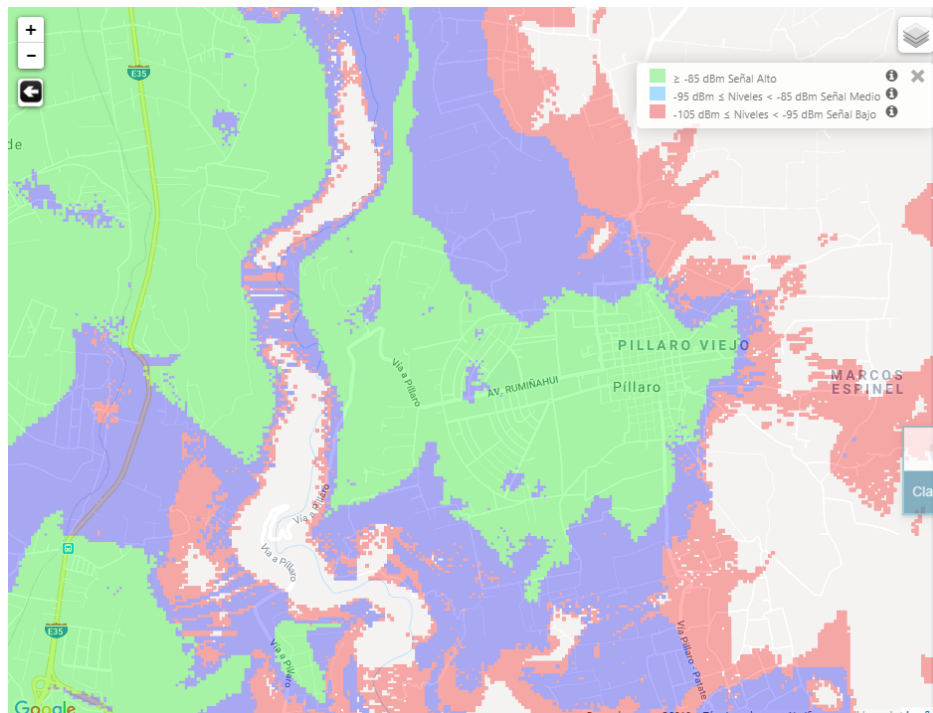 +
−
E35
de
≥ -85 dBm Señal Alto
-95 dBm ≤ Niveles < -85 dBm Señal Medio
-105 dBm ≤ Niveles < -95 dBm Señal Bajo
PILLARO VIEJO
Vía a Píllaro
AV. RUMIÑAHUI
Píllaro
MARCOS
ESPINEL
Cla
Vía a Píllaro
Vía a Píllaro
E35
Vía a Píllaro
Vía Píllaro - Patate
Google